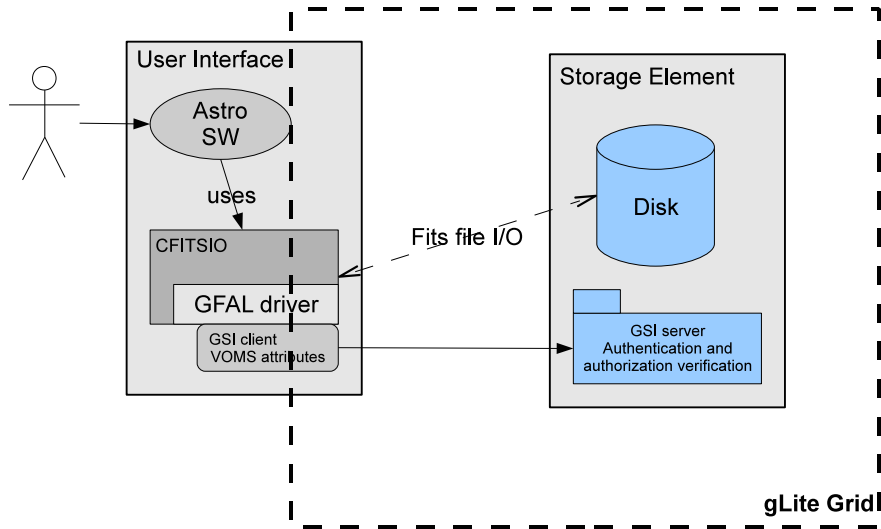 User Interface
Astro
SW
uses
CFITSIO
GFAL driver
GSI client
VOMS attributes
Fits file I/O
Storage Element
Disk
GSI server
Authentication and
authorization verification
gLite Grid